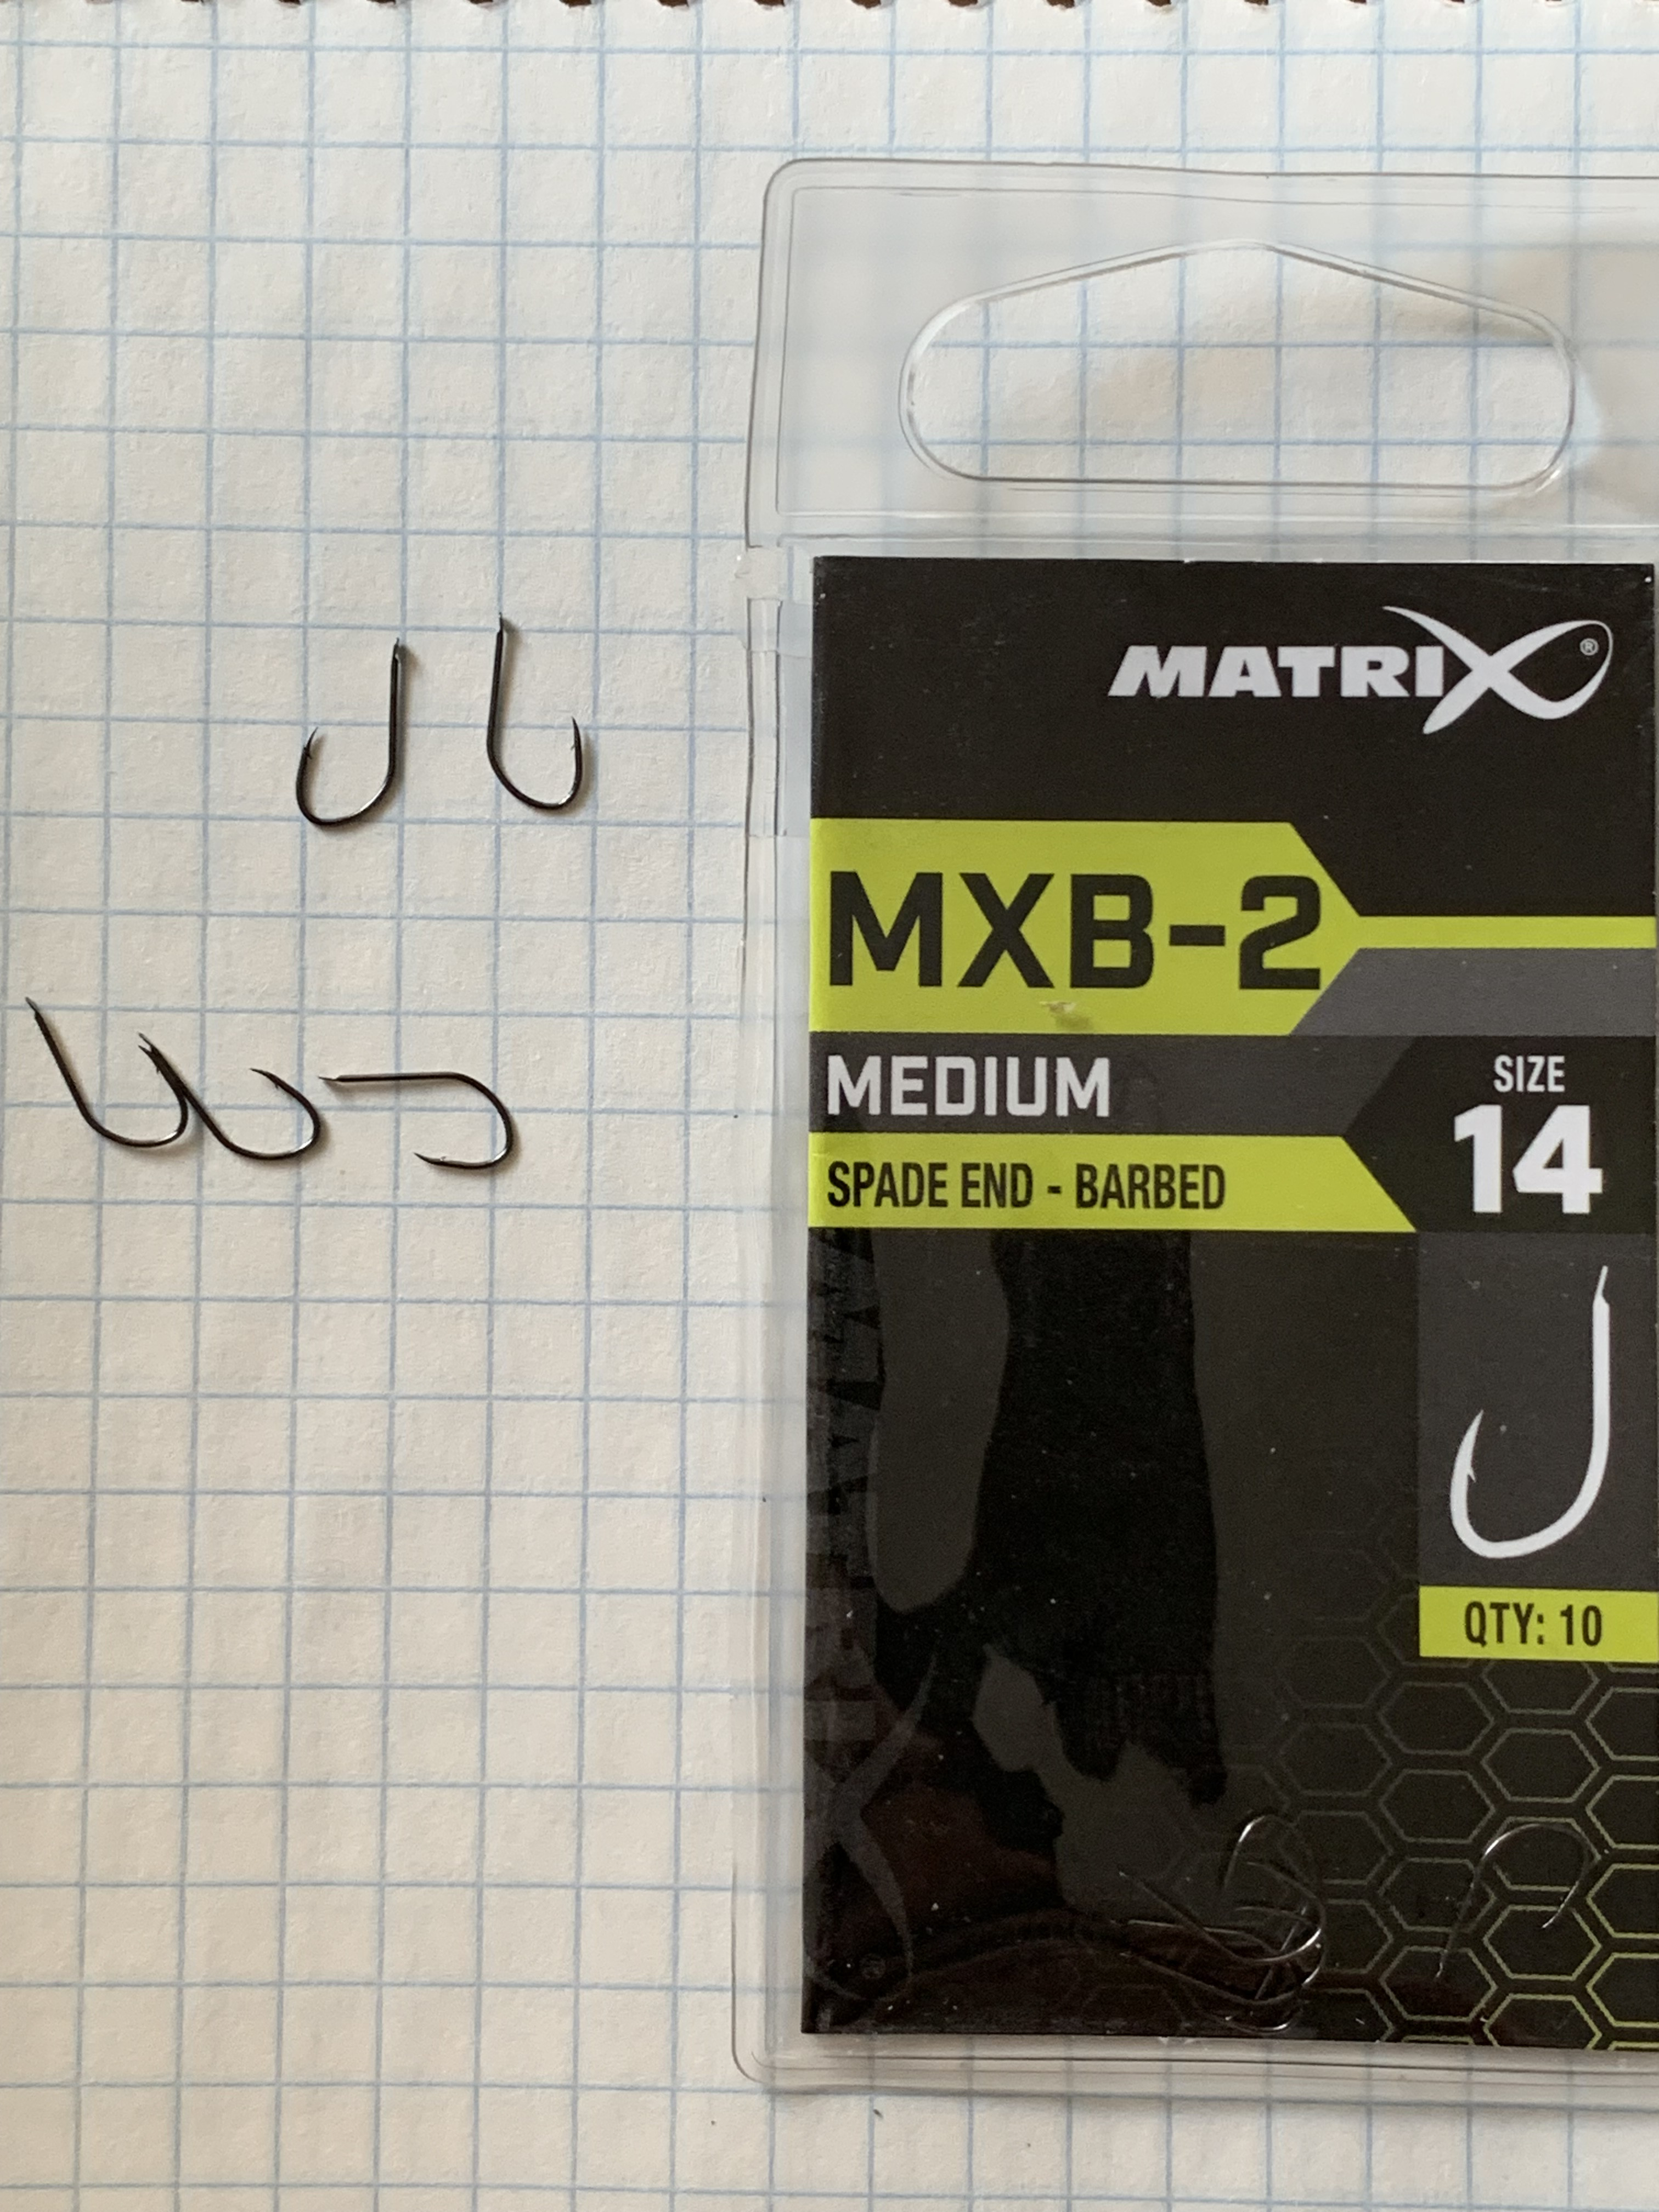 MATRIX®
MXB-2
MEDIUM
SPADE END - BARBED
SIZE
14
QTY: 10